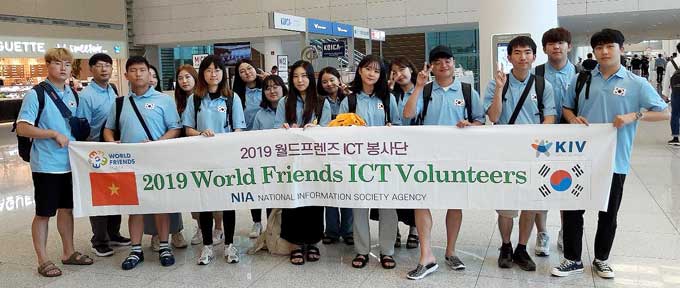 KOICA
WORLD
FRIENDS
2019 월드프렌즈 ICT 봉사단
KIV
2019 World Friends ICT Volunteers
NIA NATIONAL INFORMATION SOCIETY AGENCY